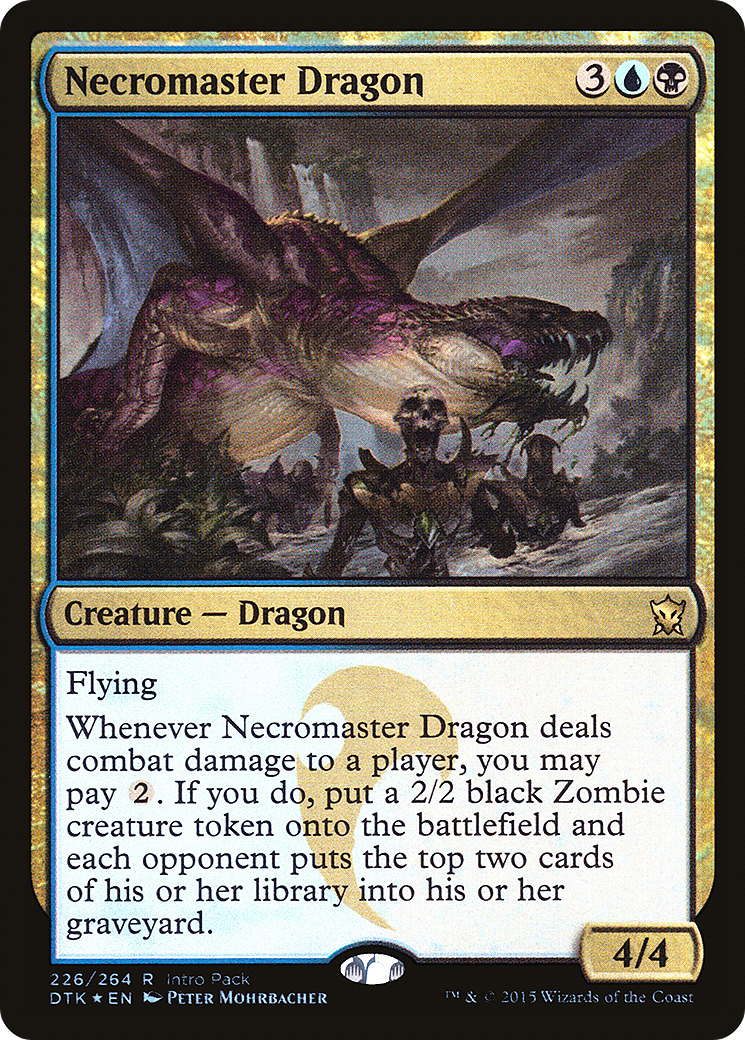 Necromaster Dragon 3
Creature — Dragon
Flying
Whenever Necromaster Dragon deals
combat damage to a player, you may
pay 2. If you do, put a 2/2 black Zombie
creature token onto the battlefield and
each opponent puts the top two cards
of his or her library into his or her
graveyard.
4/4
226/264 R Intro Pack
DTK ★ EN Peter Mohrbacher
™ & © 2015 Wizards of the Coast